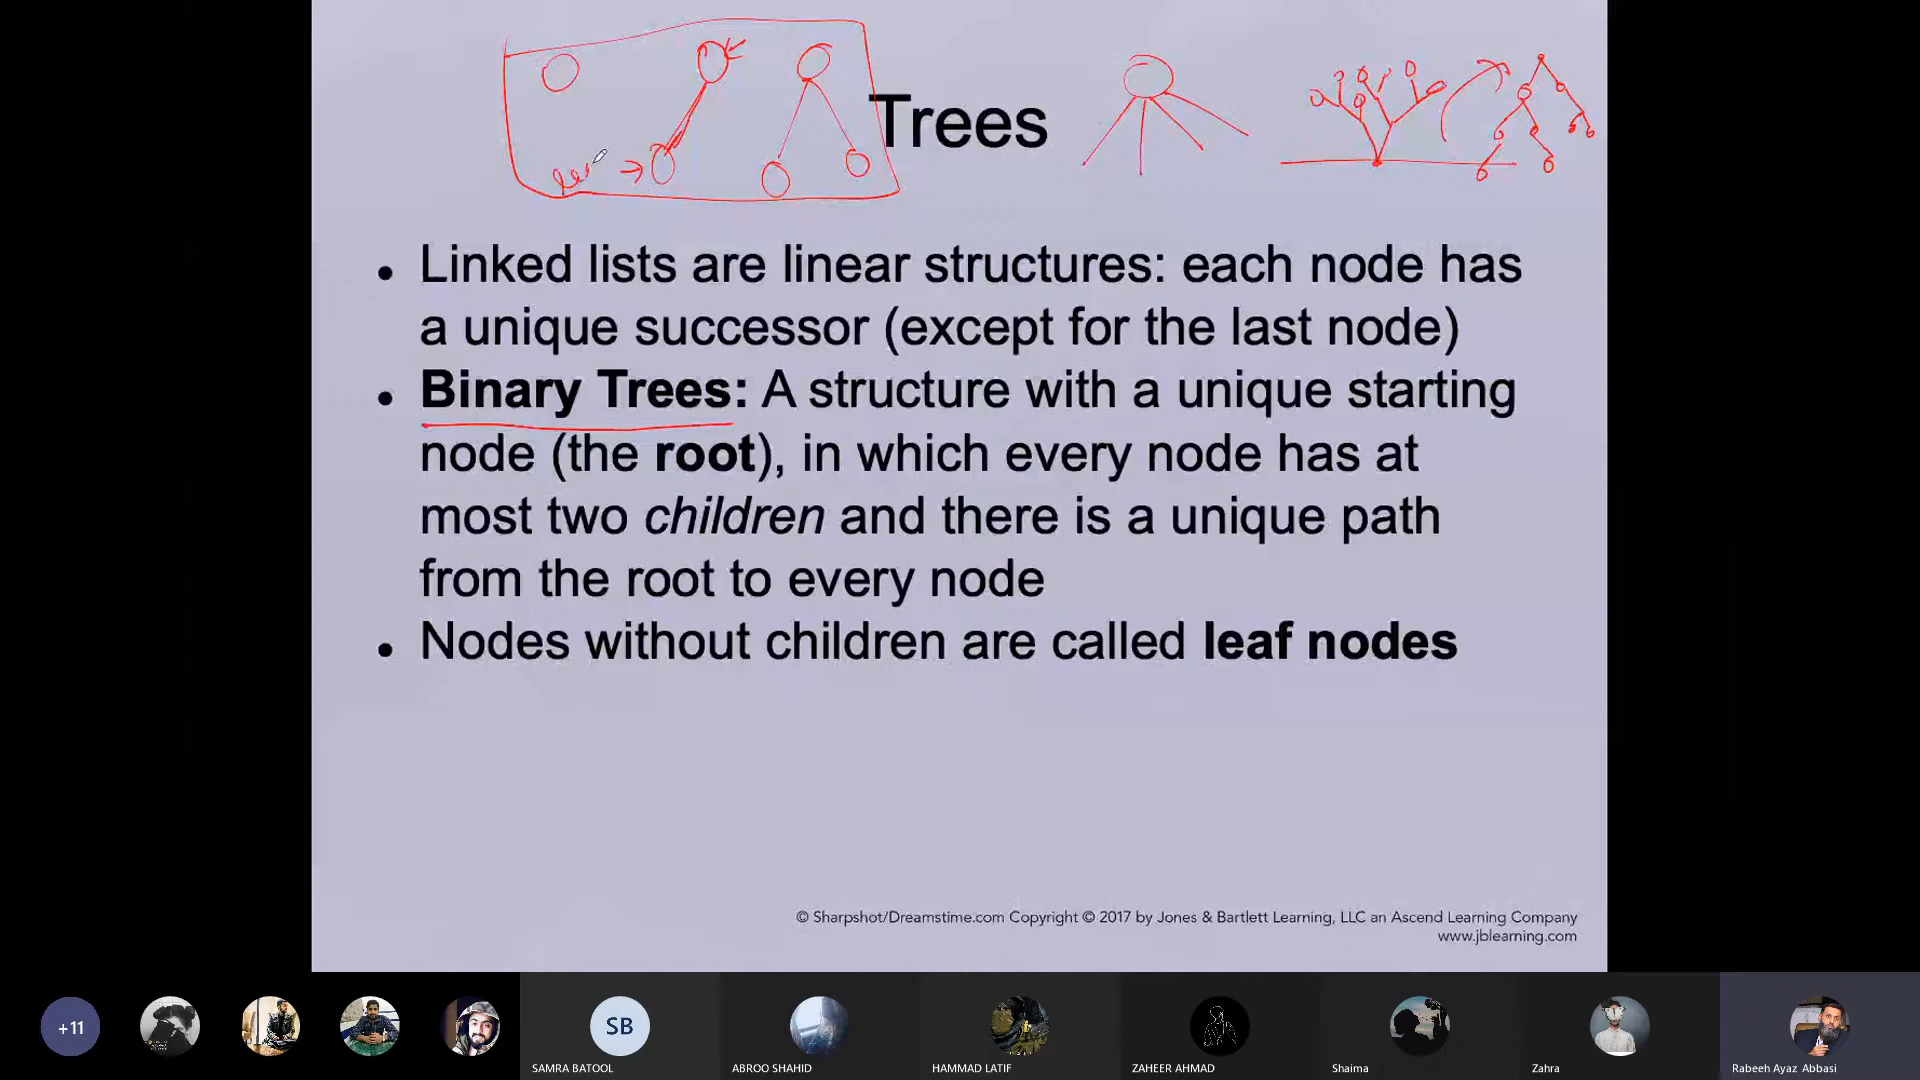 Trees
• Linked lists are linear structures: each node has
a unique successor (except for the last node)
• Binary Trees: A structure with a unique starting
node (the root), in which every node has at
most two children and there is a unique path
from the root to every node
• Nodes without children are called leaf nodes
© Sharpshot/Dreamstime.com Copyright © 2017 by Jones & Bartlett Learning, LLC an Ascend Learning Company
www.jblearning.com
+11
SB
SAMRA BATOOL
ABROO SHAHID
HAMMAD LATIF
ZAHEER AHMAD
Shaima
Zahra
Rabeeh Ayaz Abbasi